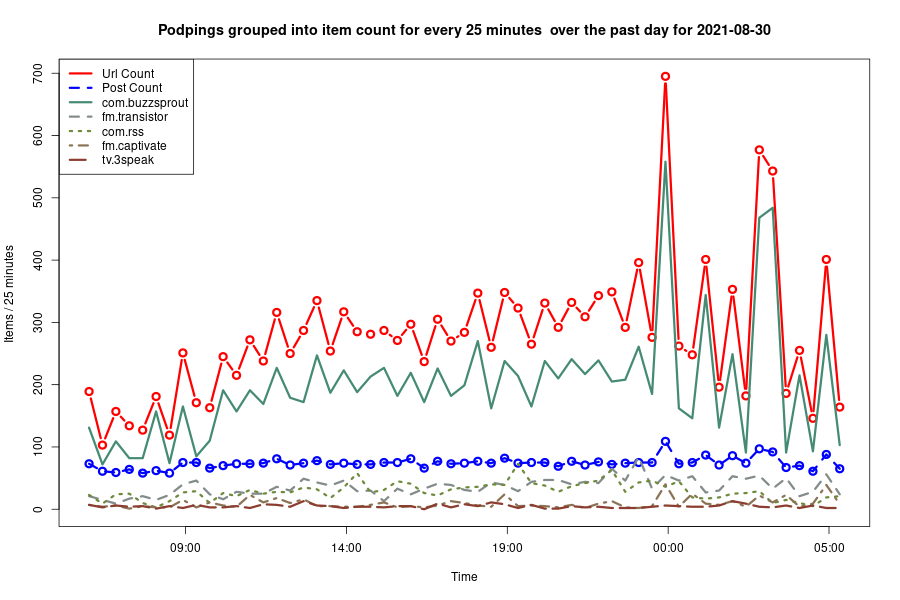 Podpings grouped into item count for every 25 minutes  over the past day for 2021-08-30
Url Count
Post Count
com.buzzsprout
fm.transistor
com.rss
fm.captivate
tv.3speak
700
600
500
400
300
200
100
0
Items / 25 minutes
09:00 14:00 19:00 00:00 05:00
Time